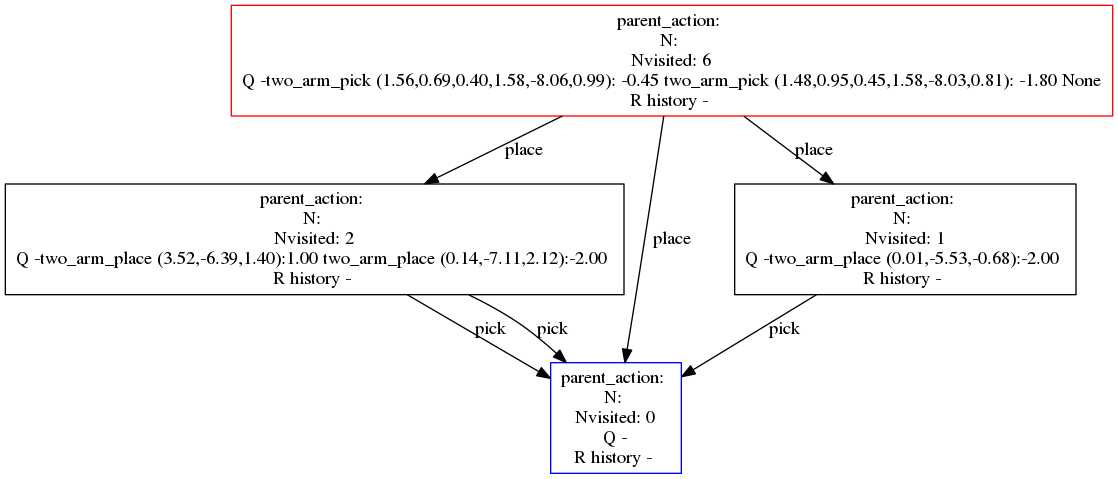 parent_action:
N:
Nvisited: 6
Q -two_arm_pick (1.56,0.69,0.40,1.58,-8.06,0.99): -0.45 two_arm_pick (1.48,0.95,0.45,1.58,-8.03,0.81): -1.80 None
R history -
place
place
place
parent_action:
N:
Nvisited: 2
Q -two_arm_place (3.52,-6.39,1.40):1.00 two_arm_place (0.14,-7.11,2.12):-2.00
R history -
parent_action:
N:
Nvisited: 1
Q -two_arm_place (0.01,-5.53,-0.68):-2.00
R history -
pick
pick
pick
parent_action:
N:
Nvisited: 0
Q -
R history -